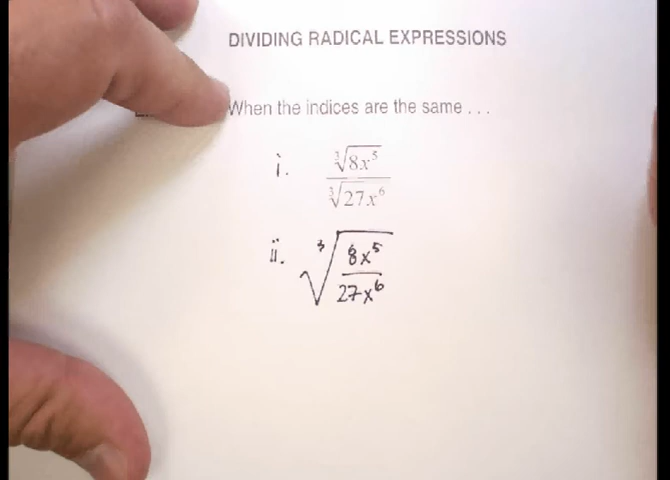 DIVIDING RADICAL EXPRESSIONS
When the indices are the same . . .
i. ∛(8x⁵) / ∛(27x⁶)
ii. ∛(8x⁵ / 27x⁶)